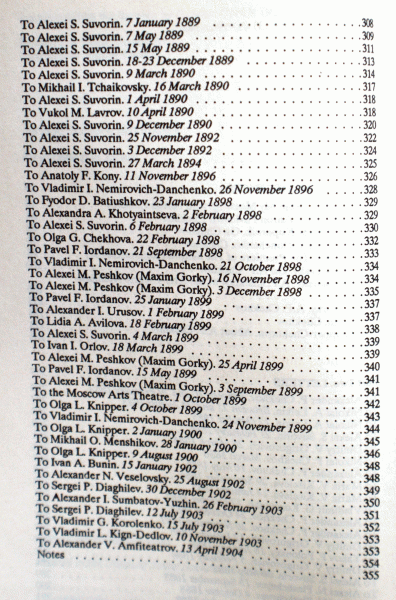 To Alexei S. Suvorin. 7 January 1889 . . . . . . . . . . . . . . . . . 308
To Alexei S. Suvorin. 7 May 1889 . . . . . . . . . . . . . . . . . 309
To Alexei S. Suvorin. 15 May 1889 . . . . . . . . . . . . . . . . . 311
To Alexei S. Suvorin. 18-23 December 1889 . . . . . . . . . . . . . 313
To Alexei S. Suvorin. 9 March 1890 . . . . . . . . . . . . . . . . . 314
To Mikhail I. Tchaikovsky. 16 March 1890 . . . . . . . . . . . . . 317
To Alexei S. Suvorin. 1 April 1890 . . . . . . . . . . . . . . . . . 318
To Vukol M. Lavrov. 10 April 1890 . . . . . . . . . . . . . . . . . 318
To Alexei S. Suvorin. 9 December 1890 . . . . . . . . . . . . . . . 320
To Alexei S. Suvorin. 25 November 1892 . . . . . . . . . . . . . . 322
To Alexei S. Suvorin. 3 December 1892 . . . . . . . . . . . . . . . 324
To Alexei S. Suvorin. 27 March 1894 . . . . . . . . . . . . . . . . 325
To Anatoly F. Kony. 11 November 1896 . . . . . . . . . . . . . . . 326
To Vladimir I. Nemirovich-Danchenko. 26 November 1896 . . . 328
To Fyodor D. Batiushkov. 23 January 1898 . . . . . . . . . . . . . 329
To Alexandra A. Khotyaintseva. 2 February 1898 . . . . . . . . . 329
To Alexei S. Suvorin. 6 February 1898 . . . . . . . . . . . . . . . 330
To Olga G. Chekhova. 22 February 1898 . . . . . . . . . . . . . . 332
To Pavel F. Iordanov. 21 September 1898 . . . . . . . . . . . . . . 333
To Vladimir I. Nemirovich-Danchenko. 21 October 1898 . . . . . 334
To Alexei M. Peshkov (Maxim Gorky). 16 November 1898 . . . . 334
To Alexei M. Peshkov (Maxim Gorky). 3 December 1898 . . . . . 335
To Pavel F. Iordanov. 25 January 1899 . . . . . . . . . . . . . . . 337
To Alexander I. Urusov. 1 February 1899 . . . . . . . . . . . . . . 337
To Lidia A. Avilova. 18 February 1899 . . . . . . . . . . . . . . . 338
To Alexei S. Suvorin. 4 March 1899 . . . . . . . . . . . . . . . . . 339
To Ivan I. Orlov. 18 March 1899 . . . . . . . . . . . . . . . . . . 339
To Alexei M. Peshkov (Maxim Gorky). 25 April 1899 . . . . . . . 340
To Pavel F. Iordanov. 15 May 1899 . . . . . . . . . . . . . . . . . 341
To Alexei M. Peshkov (Maxim Gorky). 3 September 1899 . . . . . 341
To the Moscow Arts Theatre. 1 October 1899 . . . . . . . . . . . . 342
To Olga L. Knipper. 4 October 1899 . . . . . . . . . . . . . . . . . 343
To Vladimir I. Nemirovich-Danchenko. 24 November 1899 . . . . 344
To Olga L. Knipper. 2 January 1900 . . . . . . . . . . . . . . . . . 345
To Mikhail O. Menshikov. 28 January 1900 . . . . . . . . . . . . . 346
To Olga L. Knipper. 9 August 1900 . . . . . . . . . . . . . . . . . 348
To Ivan A. Bunin. 15 January 1902 . . . . . . . . . . . . . . . . . 348
To Alexander N. Veselovsky. 25 August 1902 . . . . . . . . . . . . 349
To Sergei P. Diaghilev. 30 December 1902 . . . . . . . . . . . . . . 350
To Alexander I. Sumbatov-Yuzhin. 26 February 1903 . . . . . . . 351
To Sergei P. Diaghilev. 12 July 1903 . . . . . . . . . . . . . . . . . 352
To Vladimir G. Korolenko. 15 July 1903 . . . . . . . . . . . . . . . 353
To Vladimir L. Kign-Dedlov. 10 November 1903 . . . . . . . . . . 353
To Alexander V. Amfiteatrov. 13 April 1904 . . . . . . . . . . . . . 354
Notes . . . . . . . . . . . . . . . . . . . . . . . . . . . . . . . . 355